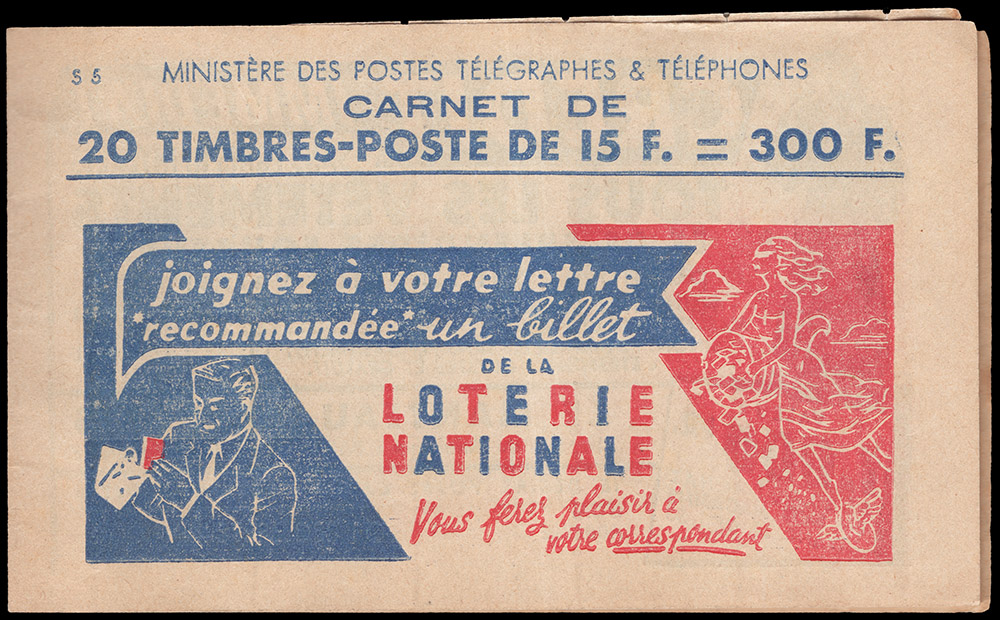 S 5
MINISTÈRE DES POSTES TÉLÉGRAPHES & TÉLÉPHONES
CARNET DE
20 TIMBRES-POSTE DE 15 F. = 300 F.
joignez à votre lettre
"recommandée" un billet
DE LA
LOTERIE
NATIONALE
Vous ferez plaisir à
votre correspondant